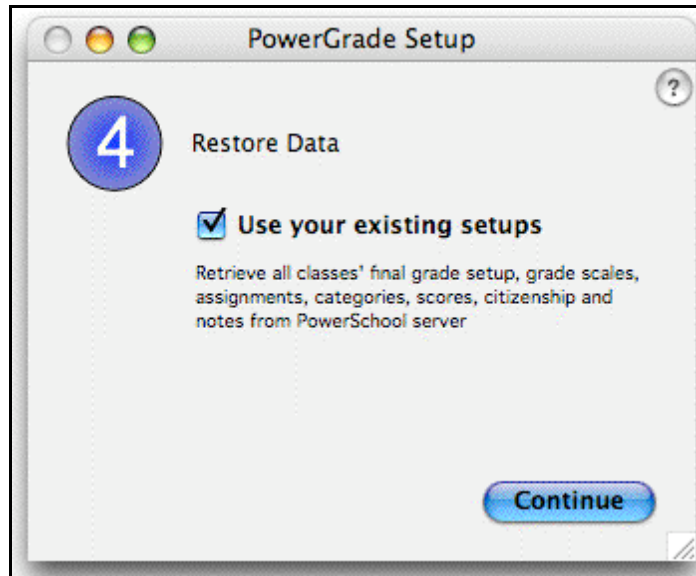 PowerGrade Setup
?
4
Restore Data
Use your existing setups
Retrieve all classes' final grade setup, grade scales,
assignments, categories, scores, citizenship and
notes from PowerSchool server
Continue